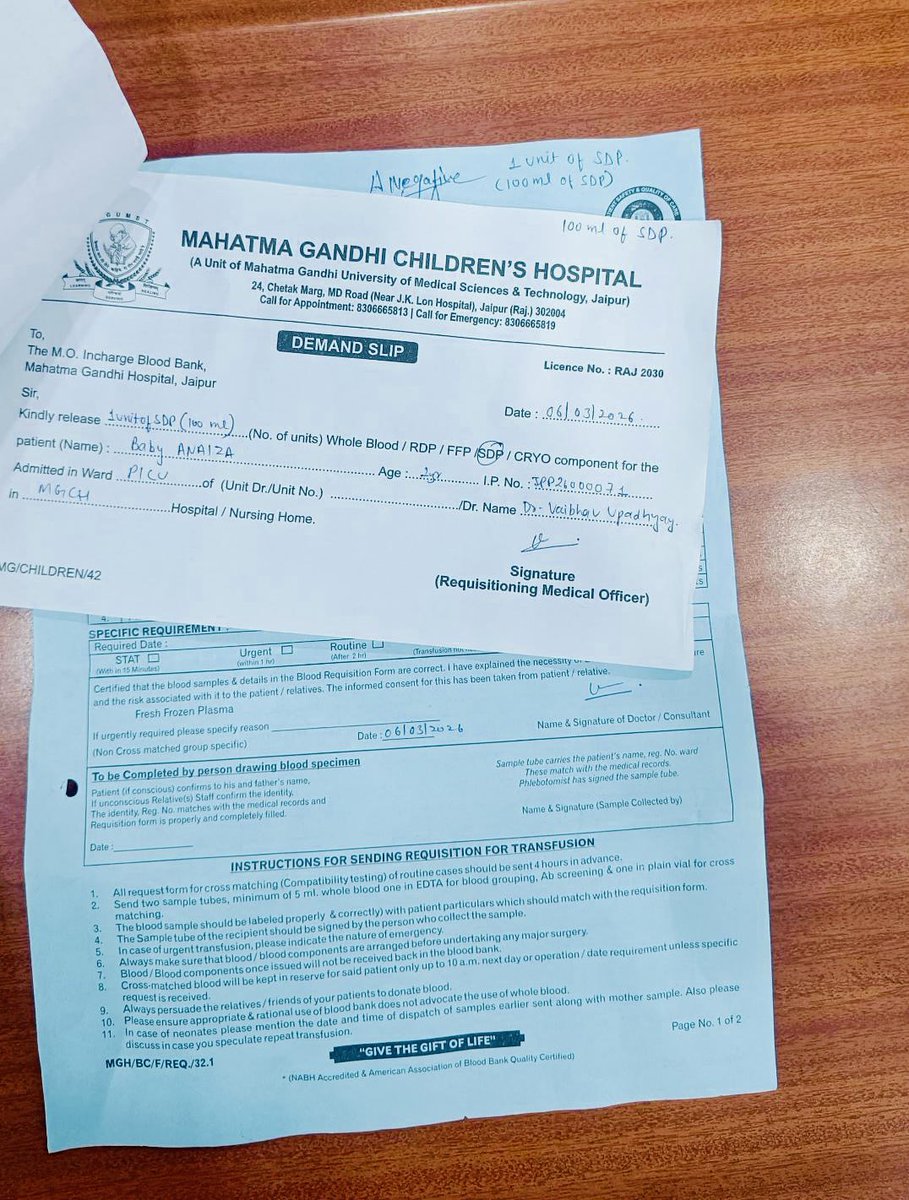 A Negative
1 unit of SDP.
(100 ml of SDP)
100 ml of SDP.
GUMST
MAHATMA GANDHI CHILDREN'S HOSPITAL
(A Unit of Mahatma Gandhi University of Medical Sciences & Technology, Jaipur)
24, Chetak Marg, MD Road (Near J.K. Lon Hospital), Jaipur (Raj.) 302004
Call for Appointment: 8306665813 | Call for Emergency: 8306665819
DEMAND SLIP
Licence No. : RAJ 2030
To,
The M.O. Incharge Blood Bank,
Mahatma Gandhi Hospital, Jaipur
Sir,
Date : 06/03/2026
Kindly release 1 unit of SDP (100 ml) (No. of units) Whole Blood / RDP / FFP / SDP / CRYO component for the
patient (Name) : Baby ANAIZA Age : I.P. No. : IPP26000071
Admitted in Ward PICU of (Unit Dr./Unit No.) /Dr. Name Dr. Vaibhav Upadhyay
in MGCH Hospital / Nursing Home.
Signature
(Requisitioning Medical Officer)
MG/CHILDREN/42
SPECIFIC REQUIREMENT
Required Date :
STAT
(With in 15 Minutes)
Urgent
(within 1 hr)
Routine
(After 2 hr)
Certified that the blood samples & details in the Blood Requisition Form are correct. I have explained the necessity
and the risk associated with it to the patient / relatives. The informed consent for this has been taken from patient / relative.
Fresh Frozen Plasma
If urgently required please specify reason
(Non Cross matched group specific)
Date : 06/03/2026
Name & Signature of Doctor / Consultant
To be Completed by person drawing blood specimen
Patient (if conscious) confirms to his and father's name,
If unconscious Relative(s) Staff confirm the identity.
The identity, Reg. No. matches with the medical records and
Requisition form is properly and completely filled.
Date :
Sample tube carries the patient's name, reg. No. ward
These match with the medical records.
Phlebotomist has signed the sample tube.
Name & Signature (Sample Collected by)
INSTRUCTIONS FOR SENDING REQUISITION FOR TRANSFUSION
1. All request form for cross matching (Compatibility testing) of routine cases should be sent 4 hours in advance.
2. Send two sample tubes, minimum of 5 ml. whole blood one in EDTA for blood grouping, Ab screening & one in plain vial for cross
matching.
3. The blood sample should be labeled properly & correctly) with patient particulars which should match with the requisition form.
4. The Sample tube of the recipient should be signed by the person who collect the sample.
5. In case of urgent transfusion, please indicate the nature of emergency.
6. Always make sure that blood / blood components are arranged before undertaking any major surgery.
7. Blood / Blood components once issued will not be received back in the blood bank.
8. Cross-matched blood will be kept in reserve for said patient only up to 10 a.m. next day or operation / date requirement unless specific
request is received.
9. Always persuade the relatives / friends of your patients to donate blood.
10. Please ensure appropriate & rational use of blood bank does not advocate the use of whole blood.
11. In case of neonates please mention the date and time of dispatch of samples earlier sent along with mother sample. Also please
discuss in case you speculate repeat transfusion.
Page No. 1 of 2
"GIVE THE GIFT OF LIFE"
MGH/BC/F/REQ./32.1
* (NABH Accredited & American Association of Blood Bank Quality Certified)